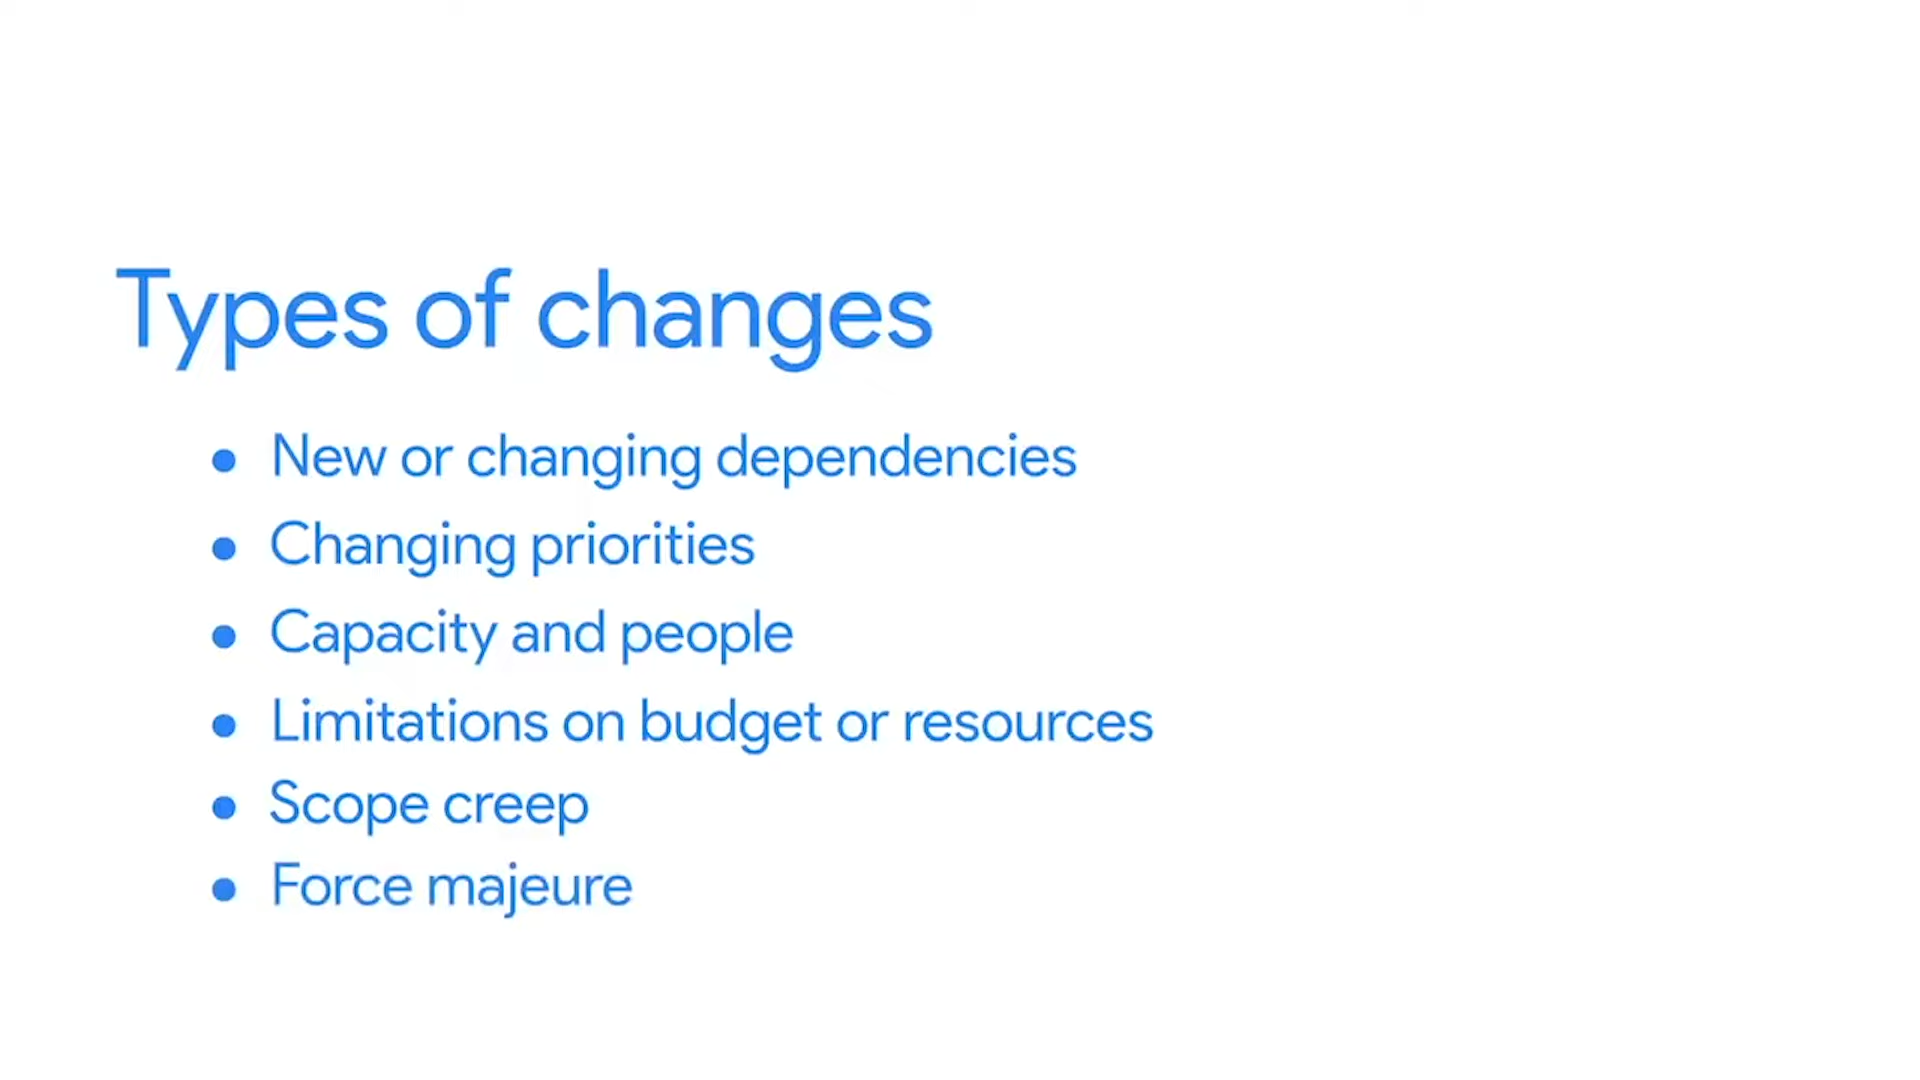 Types of changes
• New or changing dependencies
• Changing priorities
• Capacity and people
• Limitations on budget or resources
• Scope creep
• Force majeure